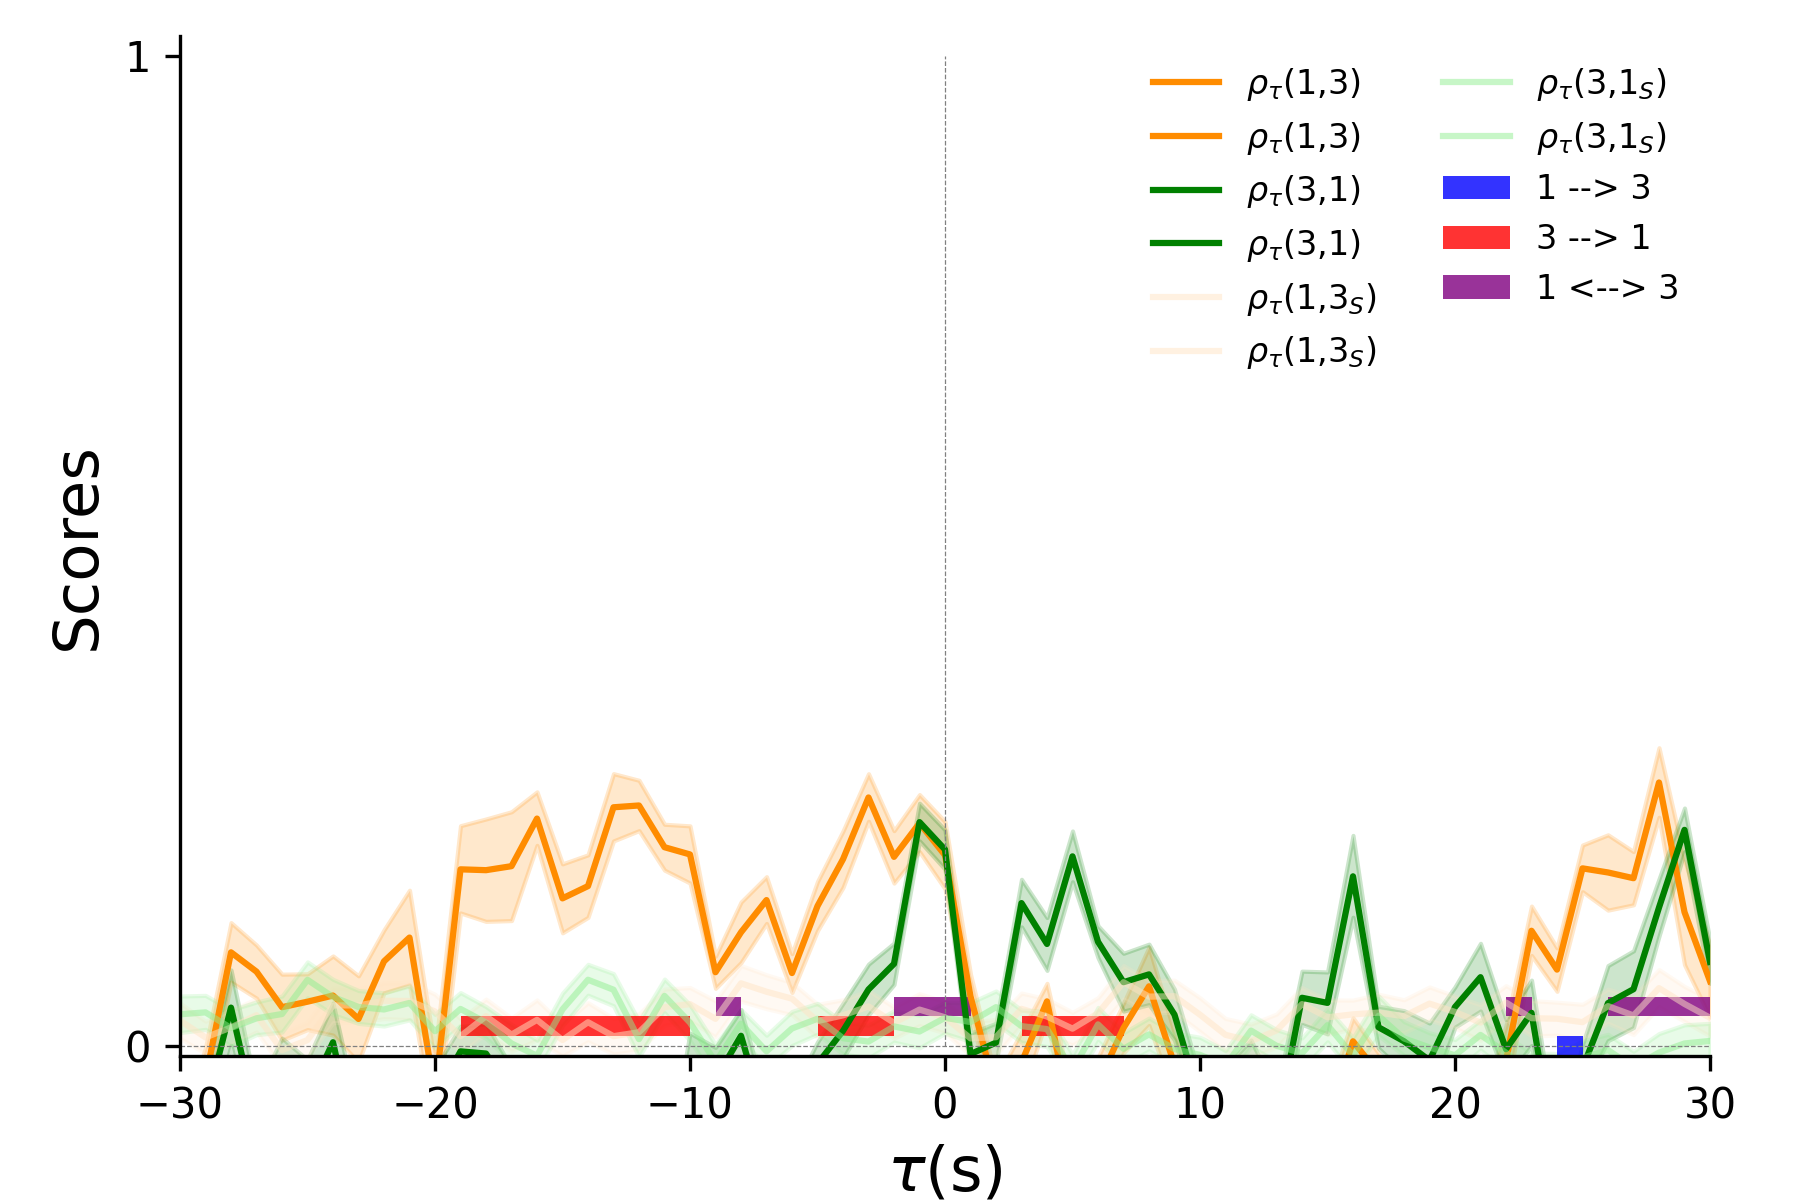 Scores
1
0
ρτ(1,3)
ρτ(1,3)
ρτ(3,1)
ρτ(3,1)
ρτ(1,3S)
ρτ(1,3S)
ρτ(3,1S)
ρτ(3,1S)
1 --> 3
3 --> 1
1 <--> 3
−30 −20 −10 0 10 20 30
τ(s)